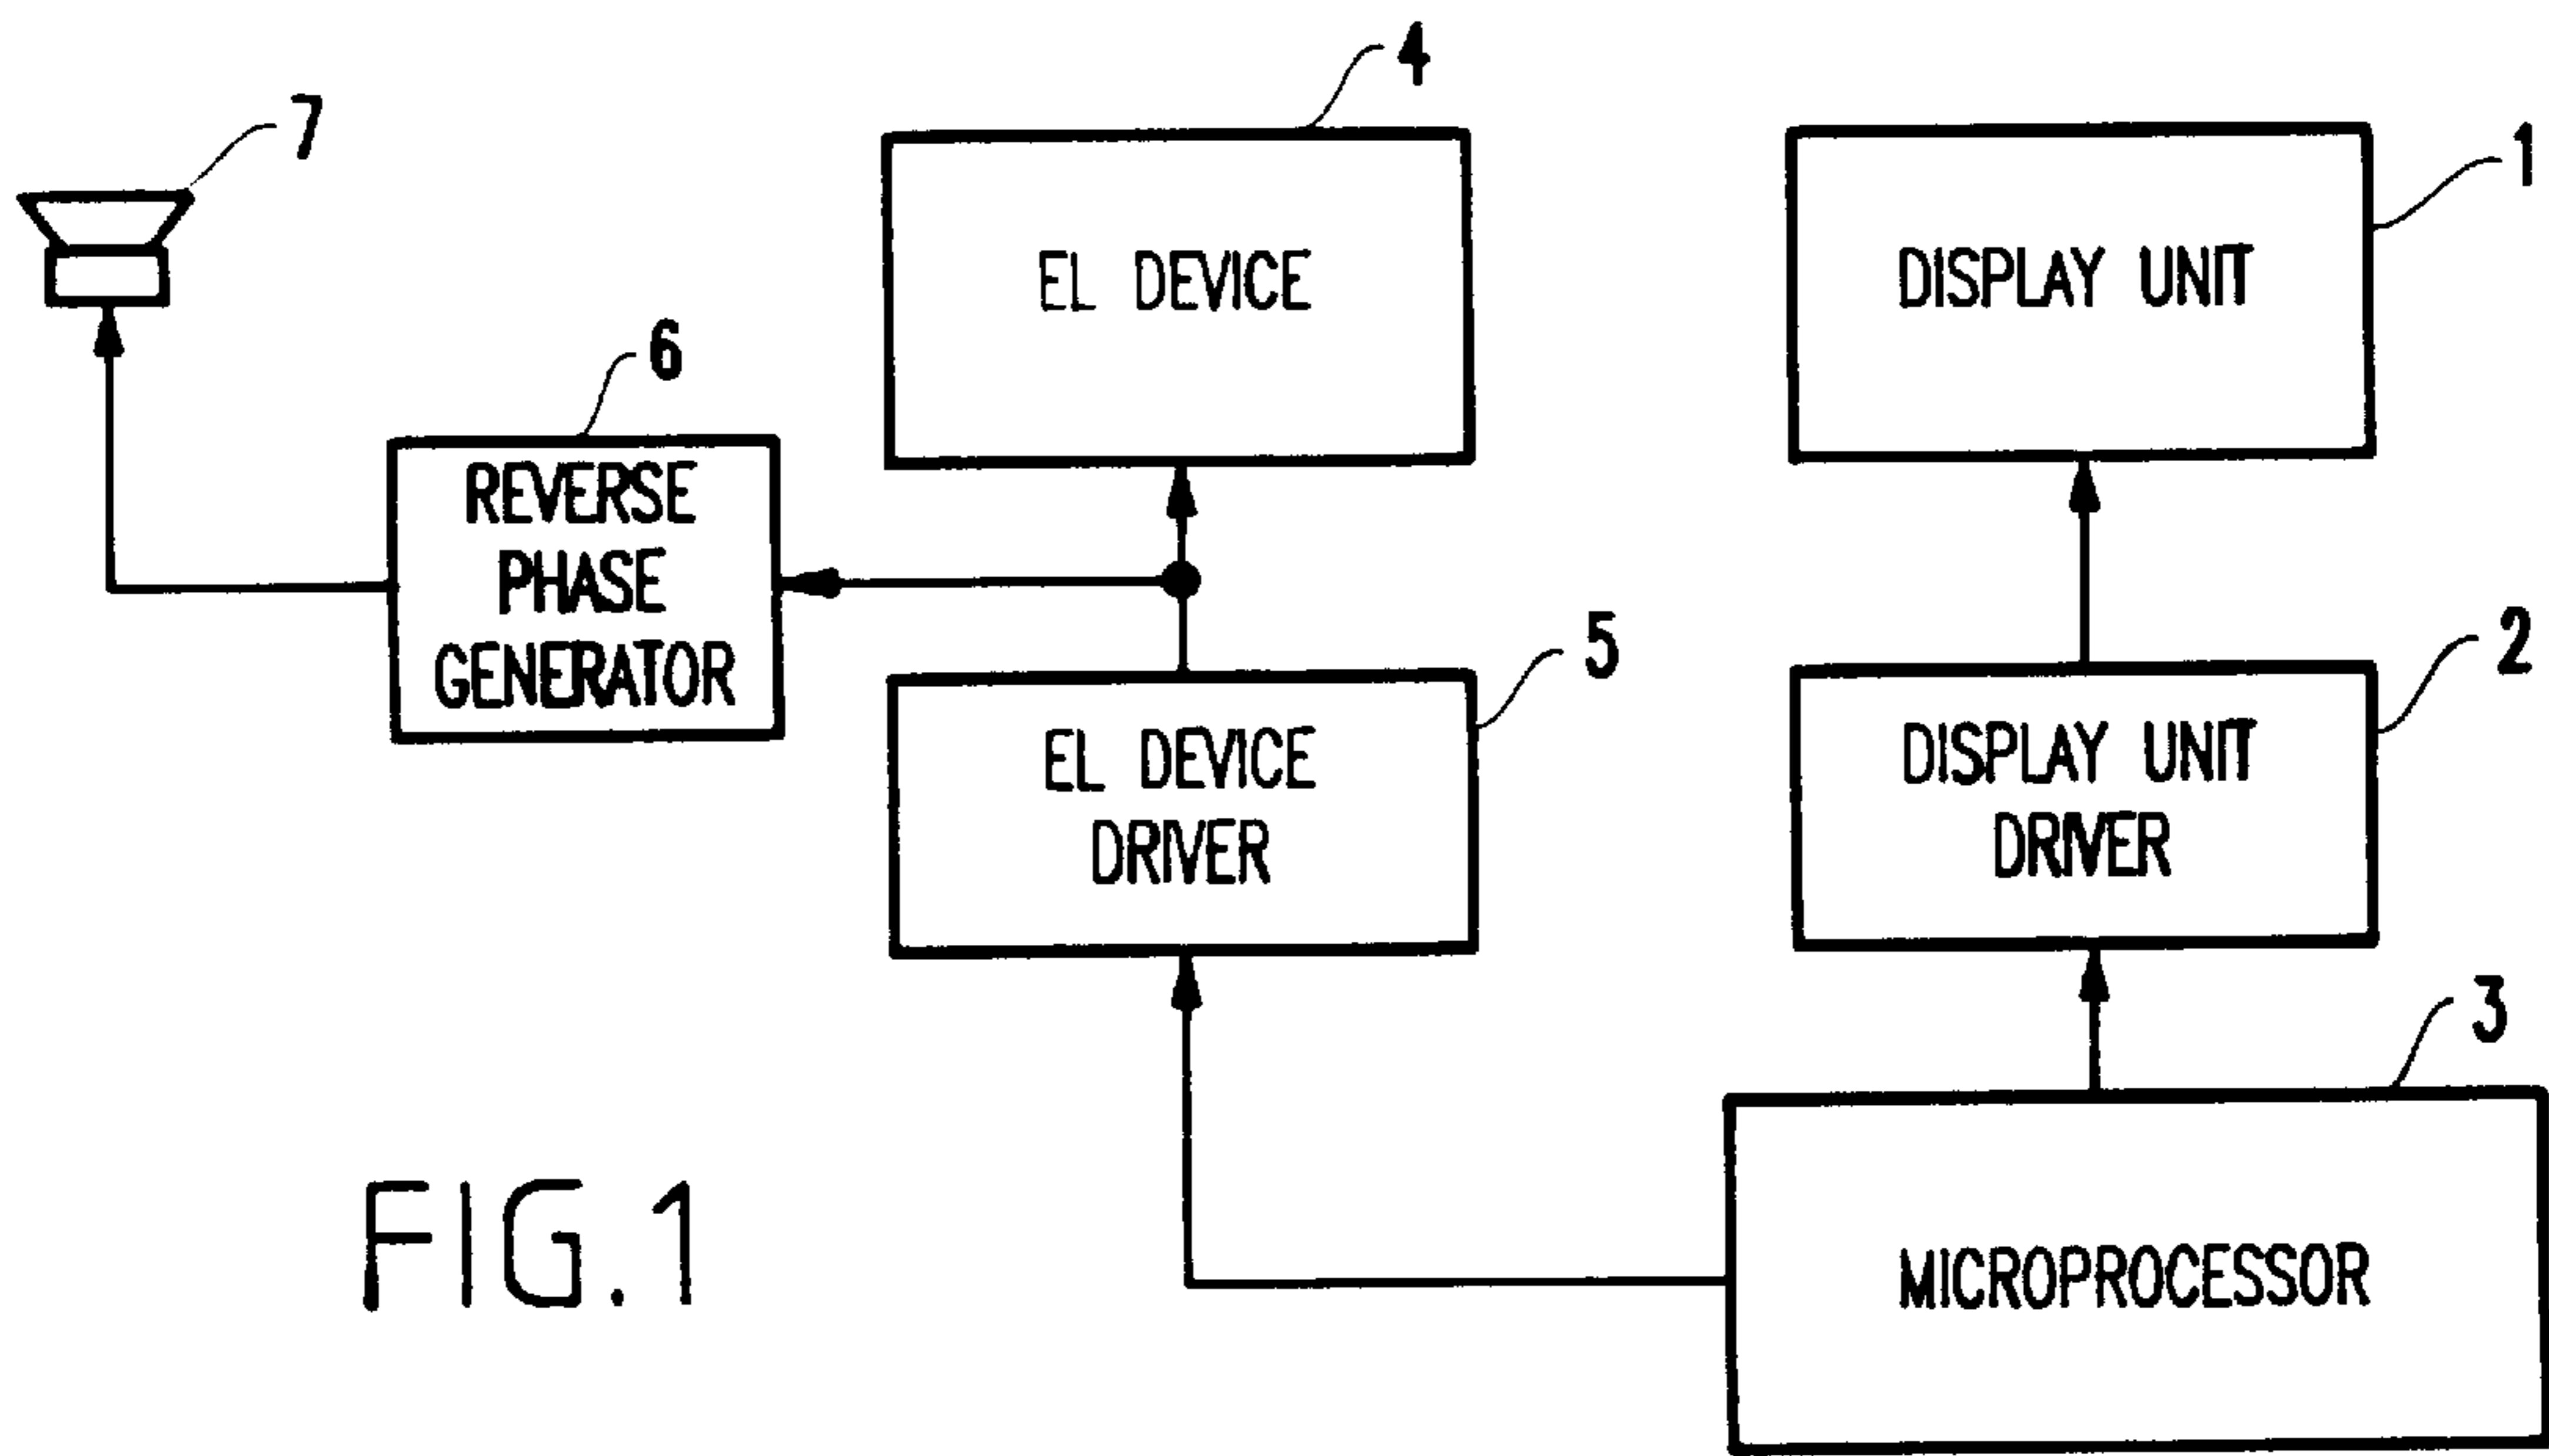 4
7
1
EL DEVICE
DISPLAY UNIT
6
REVERSE
PHASE
GENERATOR
5
2
EL DEVICE
DRIVER
DISPLAY UNIT
DRIVER
3
FIG.1
MICROPROCESSOR